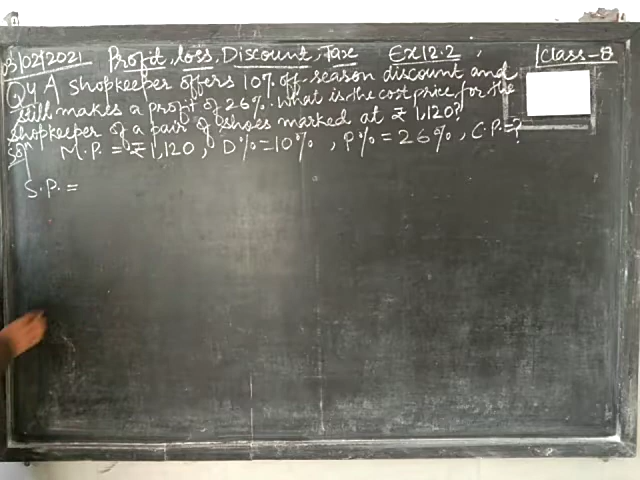 03/02/2021 Profit, loss, Discount, Tax Ex 12.2 Class-8
Q4 A shopkeeper offers 10% off-season discount and
still makes a profit of 26%. What is the cost price, for the
shopkeeper of a pair of shoes marked at ₹ 1,120?
Solⁿ M.P. = ₹ 1,120, D% = 10%, P% = 26%, C.P. = ?
S.P. =